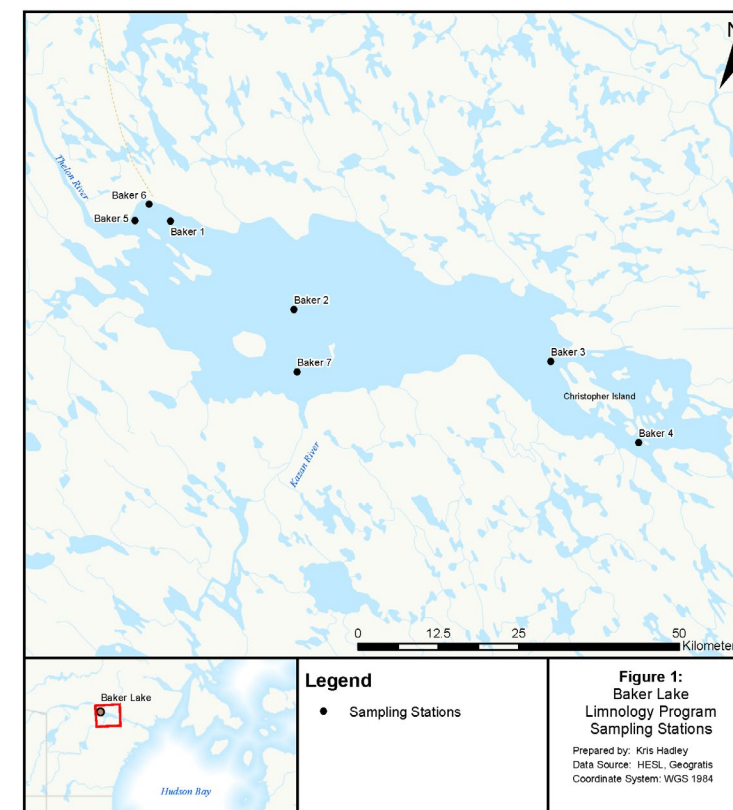 N
Thelon River
Baker 6
Baker 5
Baker 1
Baker 2
Baker 7
Baker 3
Christopher Island
Baker 4
Kazan River
0 12.5 25 50
Kilometer
Baker Lake
Hudson Bay
Legend
Sampling Stations
Figure 1:
Baker Lake
Limnology Program
Sampling Stations
Prepared by: Kris Hadley
Data Source: HESL, Geogratis
Coordinate System: WGS 1984